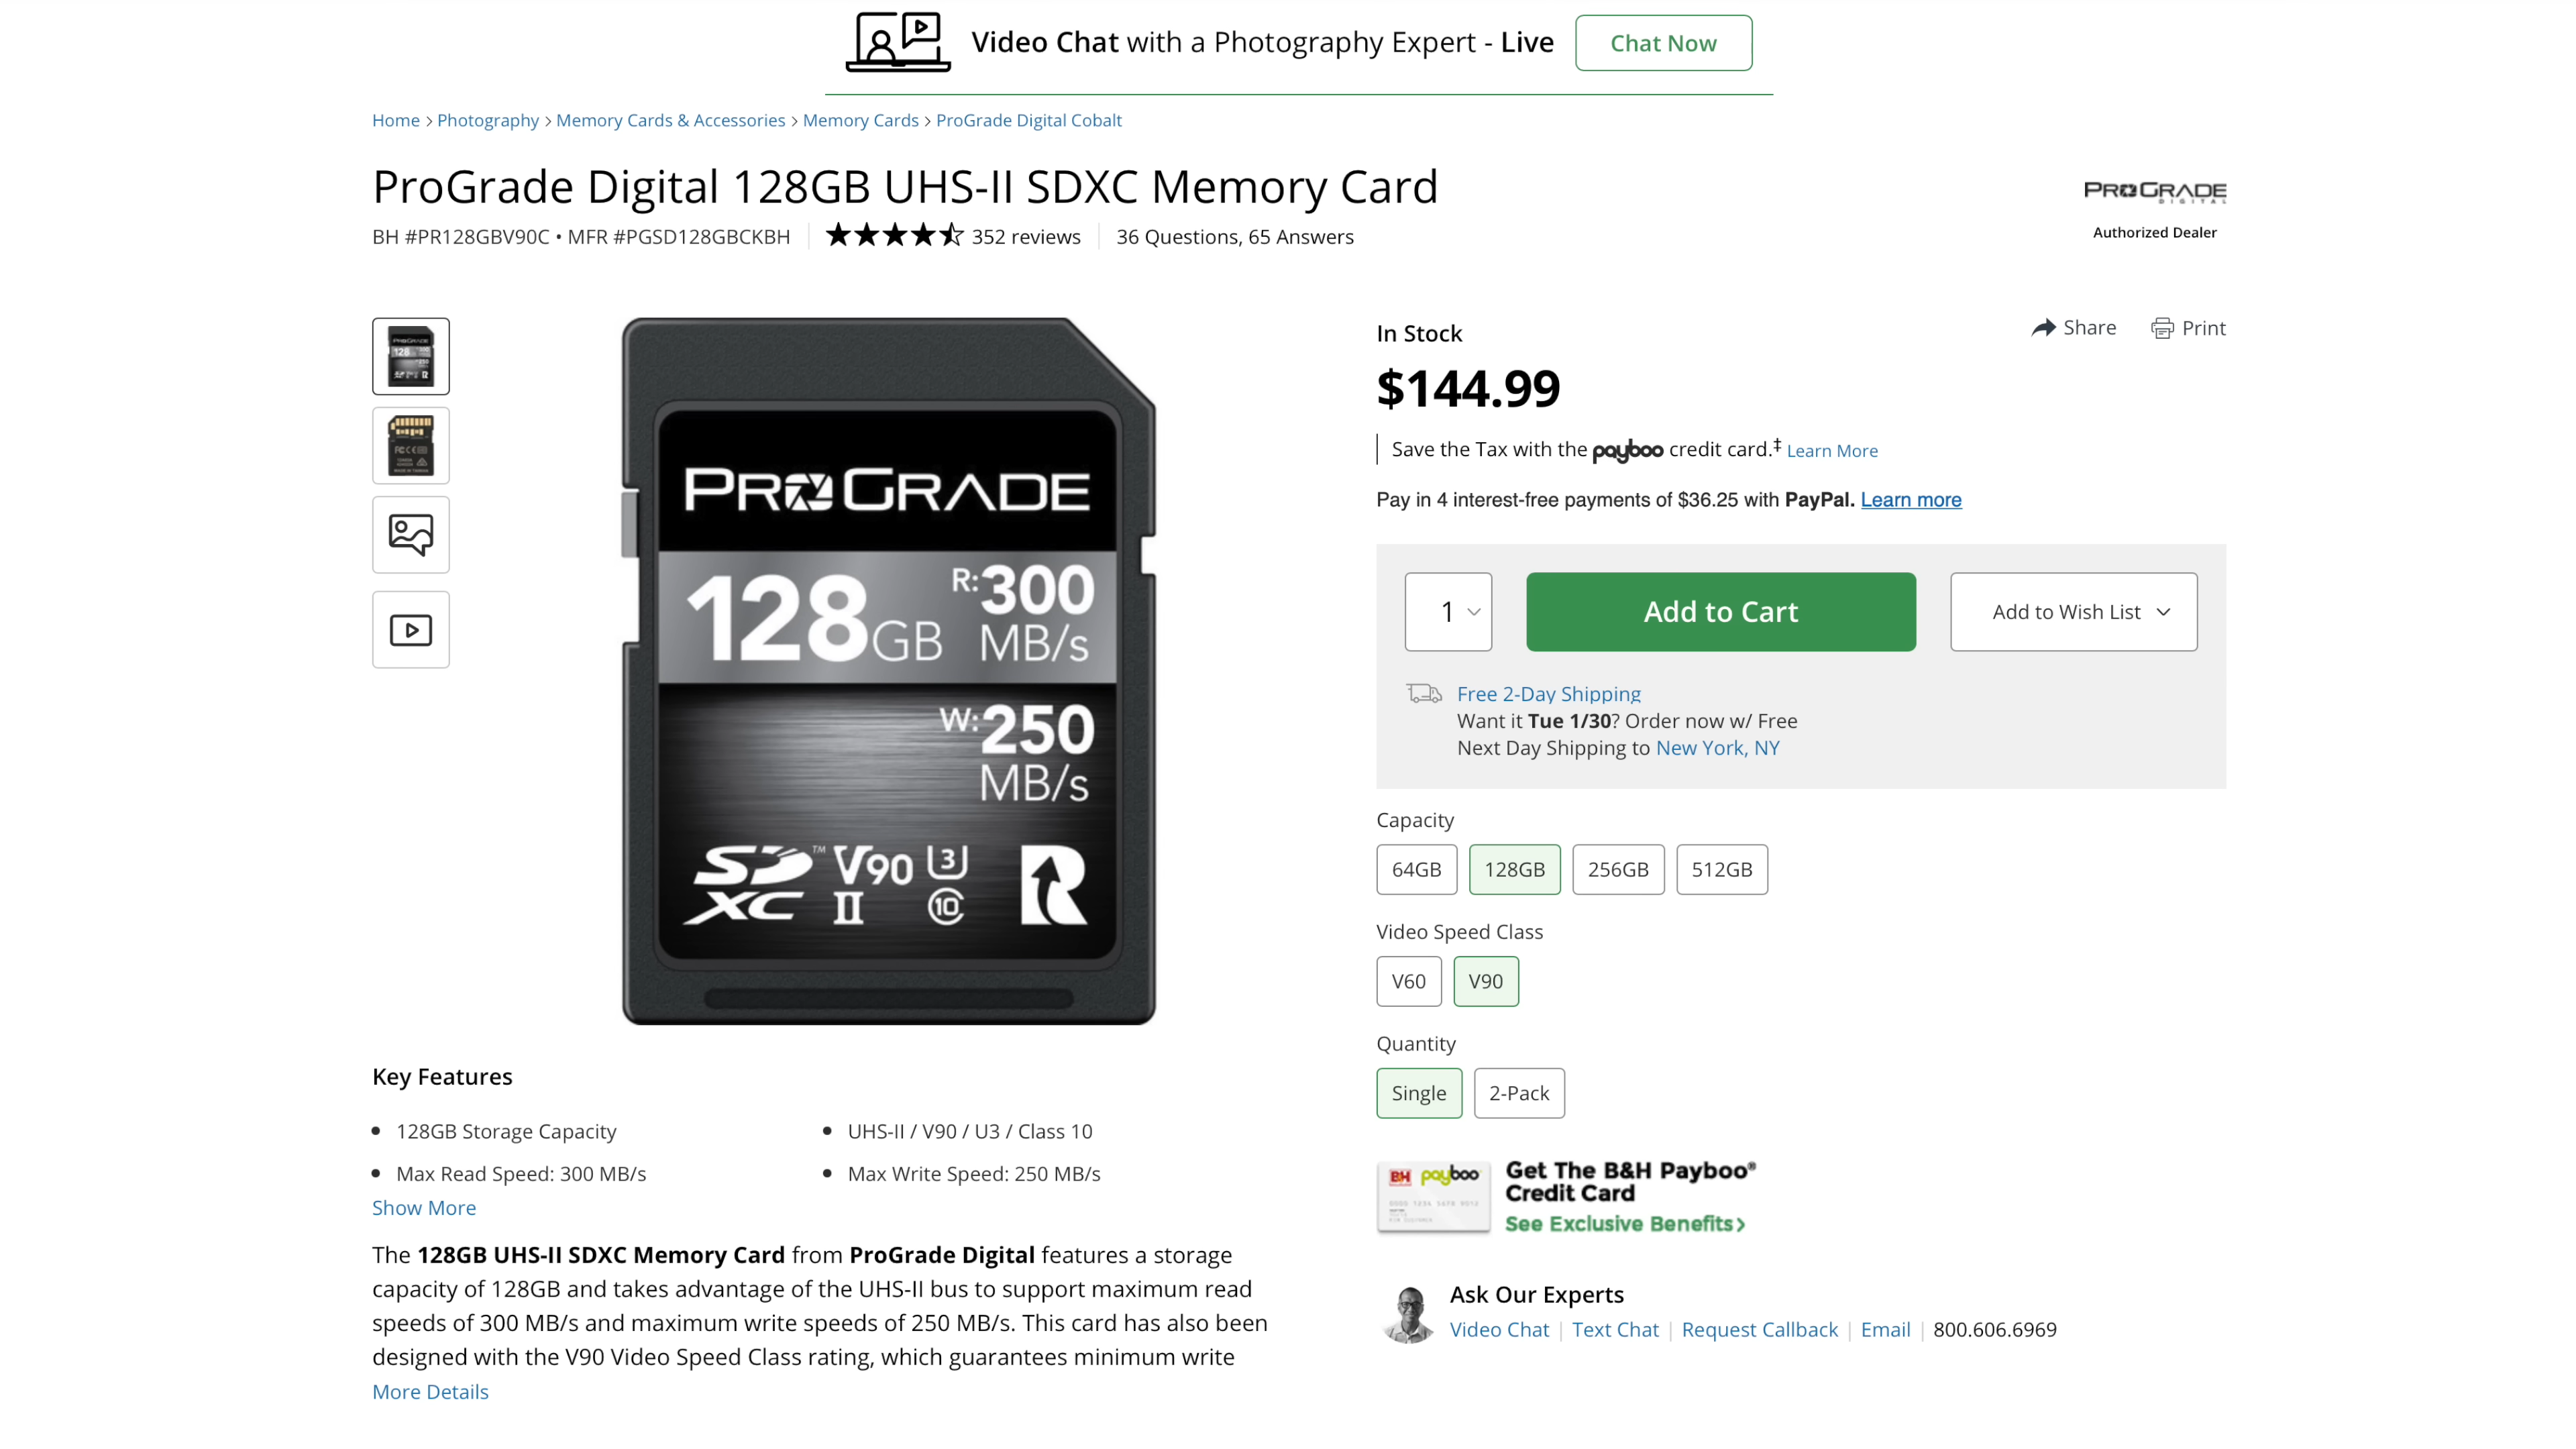 Video Chat with a Photography Expert - Live
Chat Now
Home > Photography > Memory Cards & Accessories > Memory Cards > ProGrade Digital Cobalt
ProGrade Digital 128GB UHS-II SDXC Memory Card
BH #PR128GBV90C • MFR #PGSD128GBCKBH
352 reviews
36 Questions, 65 Answers
PROGRADE
DIGITAL
Authorized Dealer
PROGRADE
128GB
R:300
MB/s
W:250
MB/s
SD XC
™
V90
II
3
10
R
Key Features
• 128GB Storage Capacity
• UHS-II / V90 / U3 / Class 10
• Max Read Speed: 300 MB/s
• Max Write Speed: 250 MB/s
Show More
The 128GB UHS-II SDXC Memory Card from ProGrade Digital features a storage
capacity of 128GB and takes advantage of the UHS-II bus to support maximum read
speeds of 300 MB/s and maximum write speeds of 250 MB/s. This card has also been
designed with the V90 Video Speed Class rating, which guarantees minimum write
More Details
In Stock
Share
Print
$144.99
Save the Tax with the payboo credit card.‡ Learn More
Pay in 4 interest-free payments of $36.25 with PayPal. Learn more
1
Add to Cart
Add to Wish List
Free 2-Day Shipping
Want it Tue 1/30? Order now w/ Free
Next Day Shipping to New York, NY
Capacity
64GB
128GB
256GB
512GB
Video Speed Class
V60
V90
Quantity
Single
2-Pack
BH payboo
Get The B&H Payboo®
Credit Card
See Exclusive Benefits >
Ask Our Experts
Video Chat | Text Chat | Request Callback | Email | 800.606.6969